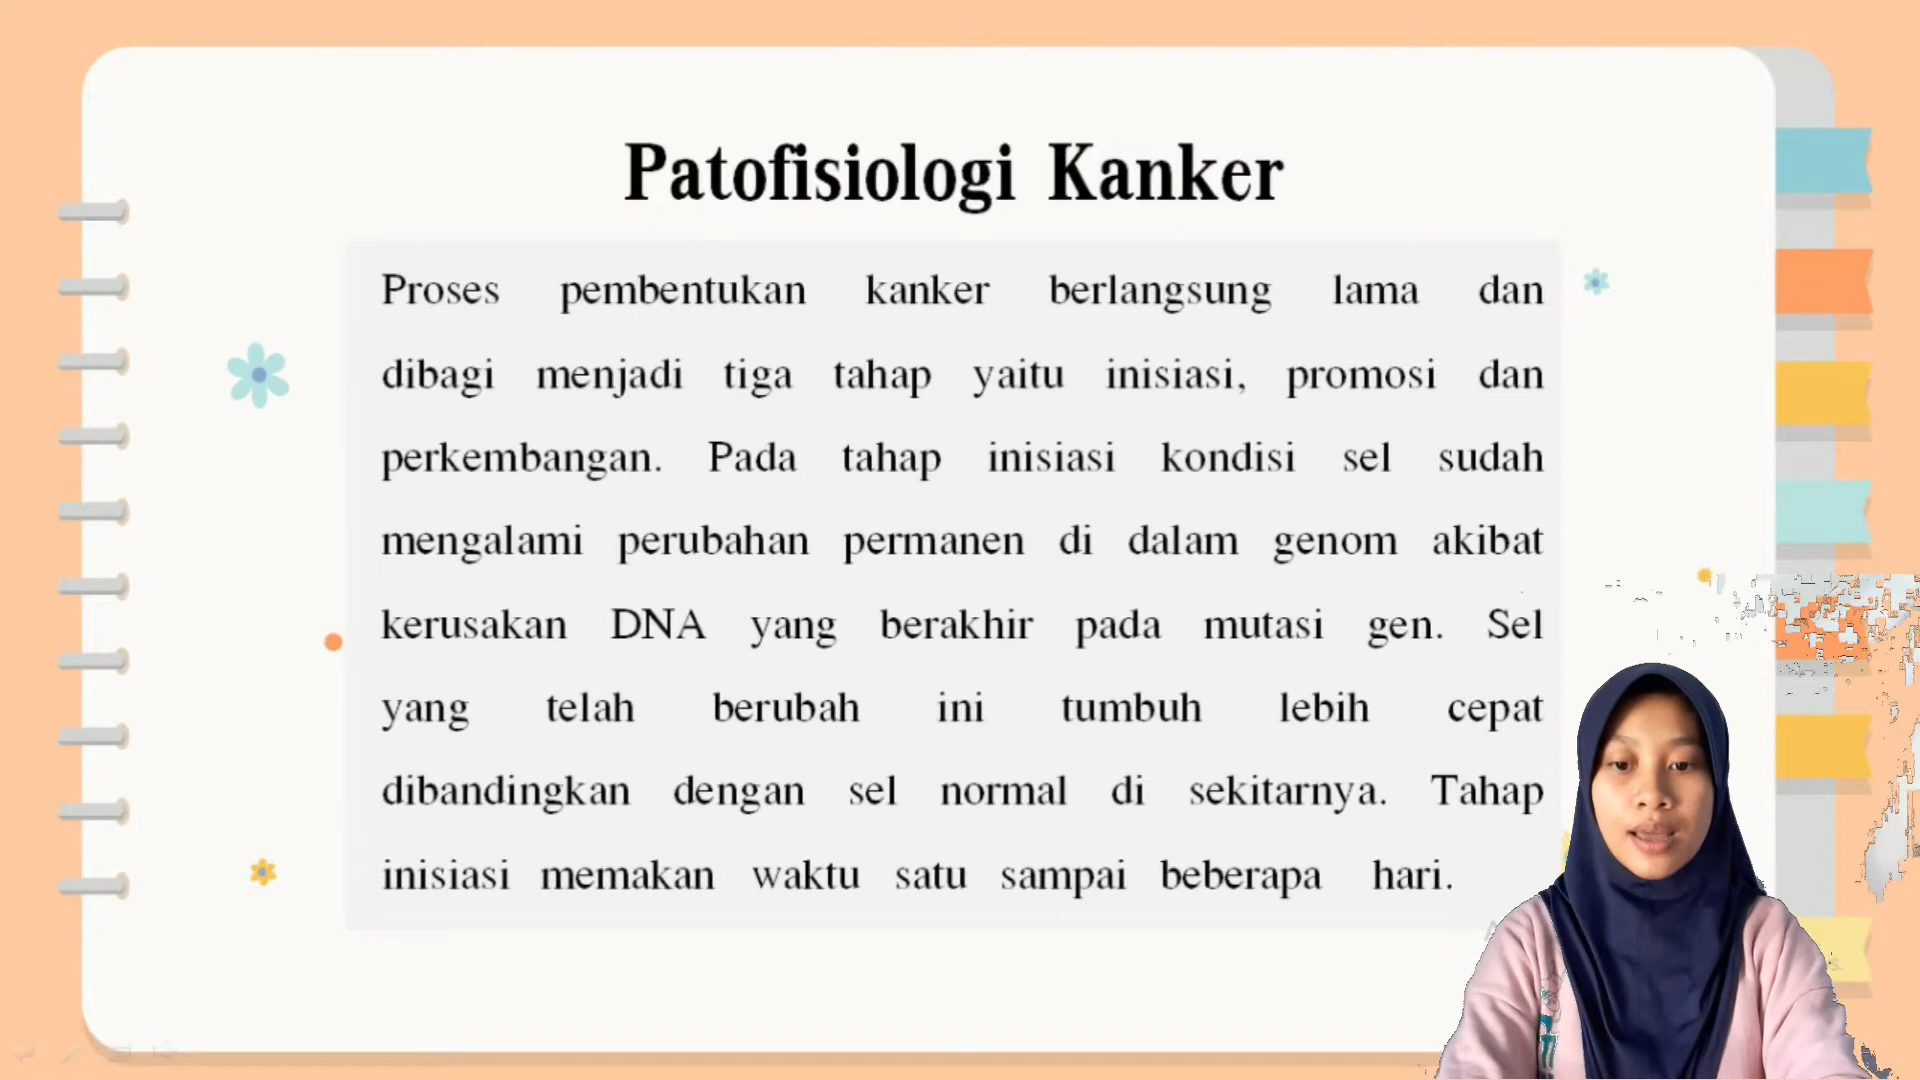 Patofisiologi Kanker
Proses pembentukan kanker berlangsung lama dan
dibagi menjadi tiga tahap yaitu inisiasi, promosi dan
perkembangan. Pada tahap inisiasi kondisi sel sudah
mengalami perubahan permanen di dalam genom akibat
kerusakan DNA yang berakhir pada mutasi gen. Sel
yang telah berubah ini tumbuh lebih cepat
dibandingkan dengan sel normal di sekitarnya. Tahap
inisiasi memakan waktu satu sampai beberapa hari.